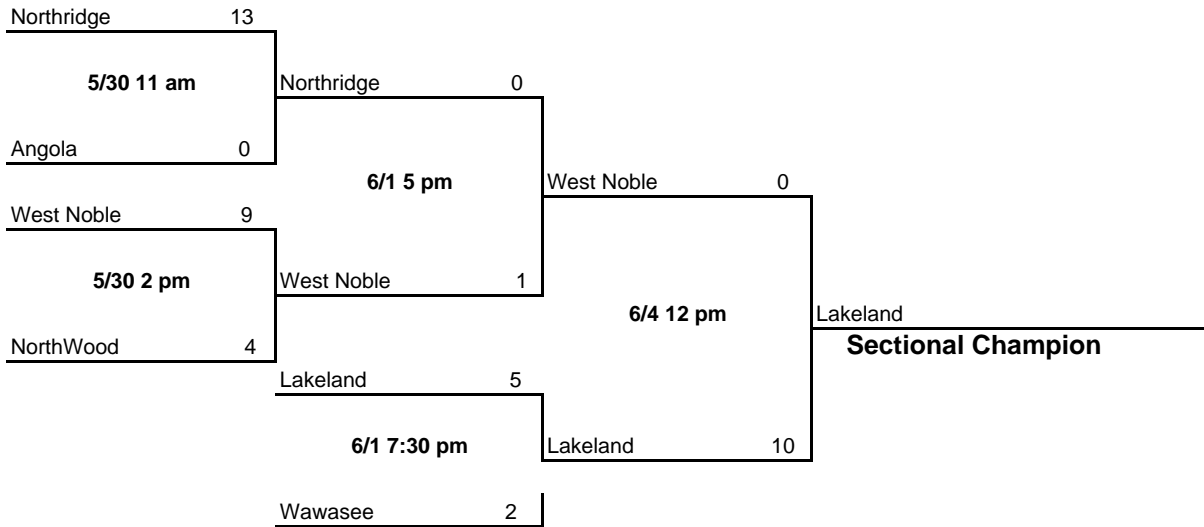 Northridge 13
5/30 11 am
Northridge 0
Angola 0
6/1 5 pm
West Noble 0
West Noble 9
5/30 2 pm
West Noble 1
6/4 12 pm
Lakeland
NorthWood 4
Sectional Champion
Lakeland 5
6/1 7:30 pm
Lakeland 10
Wawasee 2